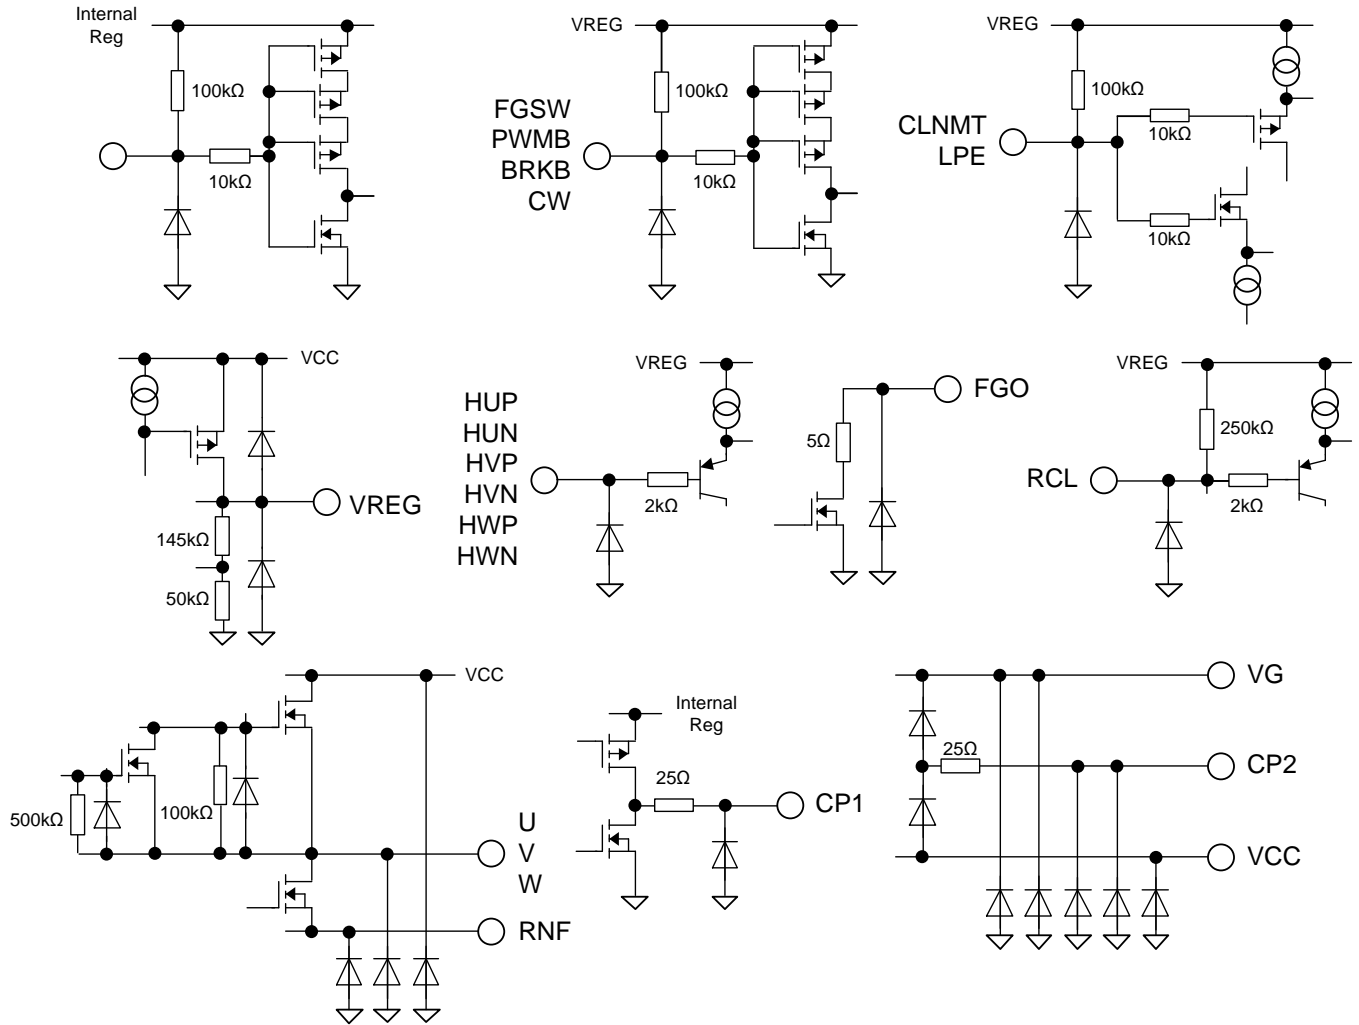 Internal
Reg
100kΩ
10kΩ
VREG
100kΩ
FGSW
PWMB
BRKB
CW
10kΩ
VREG
100kΩ
CLNMT
LPE
10kΩ
10kΩ
VCC
VREG
145kΩ
50kΩ
VREG
HUP
HUN
HVP
HVN
HWP
HWN
2kΩ
FGO
5Ω
VREG
250kΩ
RCL
2kΩ
VCC
500kΩ
100kΩ
U
V
W
RNF
Internal
Reg
25Ω
CP1
VG
25Ω
CP2
VCC